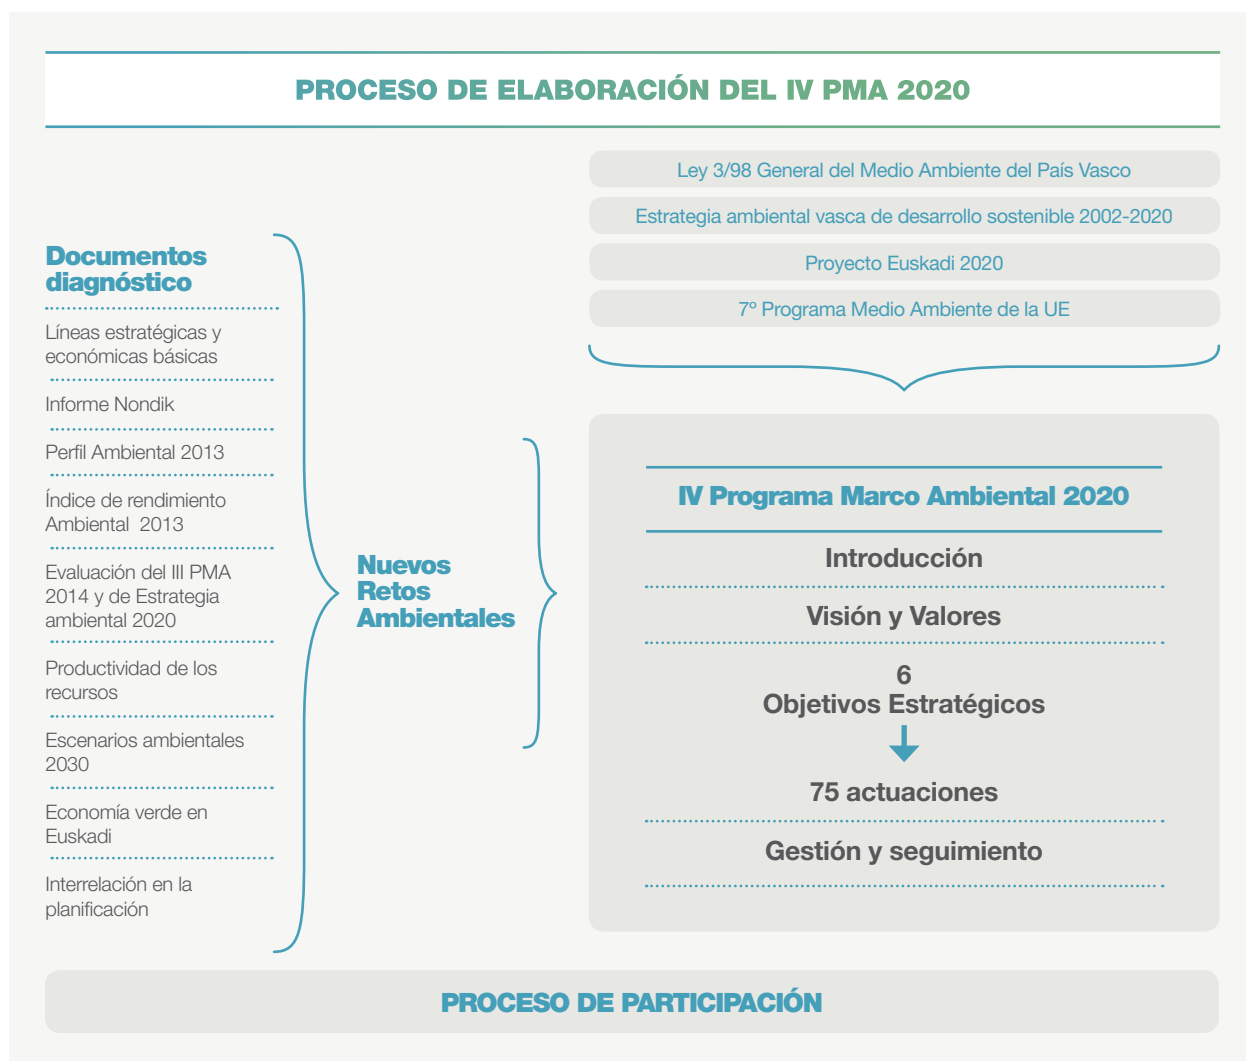 PROCESO DE ELABORACIÓN DEL IV PMA 2020
Ley 3/98 General del Medio Ambiente del País Vasco
Estrategia ambiental vasca de desarrollo sostenible 2002-2020
Proyecto Euskadi 2020
7º Programa Medio Ambiente de la UE
Documentos
diagnóstico
Líneas estratégicas y
económicas básicas
Informe Nondik
Perfil Ambiental 2013
Índice de rendimiento
Ambiental 2013
Evaluación del III PMA
2014 y de Estrategia
ambiental 2020
Productividad de los
recursos
Escenarios ambientales
2030
Economía verde en
Euskadi
Interrelación en la
planificación
Nuevos
Retos
Ambientales
IV Programa Marco Ambiental 2020
Introducción
Visión y Valores
6
Objetivos Estratégicos
75 actuaciones
Gestión y seguimiento
PROCESO DE PARTICIPACIÓN